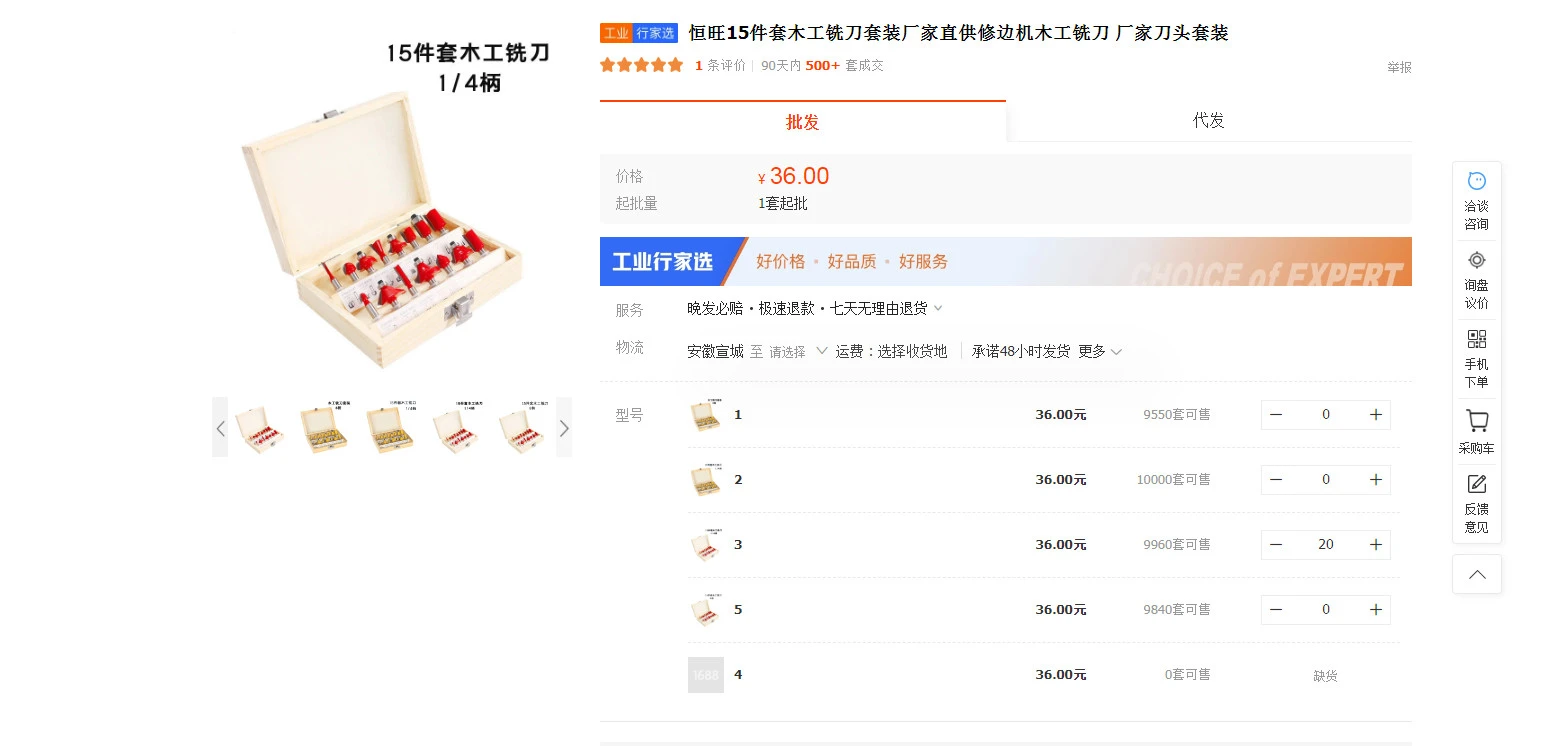 15件套木工铣刀
1/4柄
工业 行家选 恒旺15件套木工铣刀套装厂家直供修边机木工铣刀 厂家刀头套装
1 条评价 90天内 500+ 套成交
举报
批发
代发
价格 ¥ 36.00
起批量 1套起批
工业行家选 好价格 • 好品质 • 好服务 CHOICE of EXPERT
服务 晚发必赔 · 极速退款 · 七天无理由退货
物流 安徽宣城 至 请选择 运费：选择收货地 承诺48小时发货 更多
型号 1 36.00元 9550套可售 － 0 +
2 36.00元 10000套可售 － 0 +
3 36.00元 9960套可售 － 20 +
5 36.00元 9840套可售 － 0 +
1688 4 36.00元 0套可售 缺货
洽谈
咨询
询盘
议价
手机
下单
采购车
反馈
意见